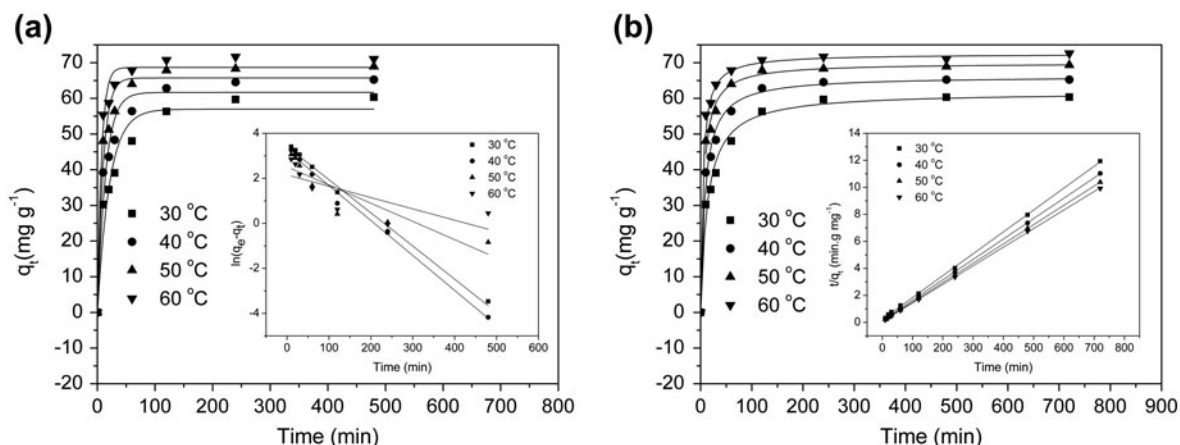 (a)
70
60
50
40
30
20
10
0
-10
-20
q_t(mg g^-1)
0 100 200 300 400 500 600 700 800
Time (min)
30 °C
40 °C
50 °C
60 °C
4
2
0
-2
-4
ln(q_e-q_t)
0 100 200 300 400 500 600
Time (min)
30 °C
40 °C
50 °C
60 °C
(b)
70
60
50
40
30
20
10
0
-10
-20
q_t(mg g^-1)
0 100 200 300 400 500 600 700 800 900
Time (min)
30 °C
40 °C
50 °C
60 °C
14
12
10
8
6
4
2
0
t/q_t (min.g mg^-1)
0 100 200 300 400 500 600 700 800
Time (min)
30 °C
40 °C
50 °C
60 °C